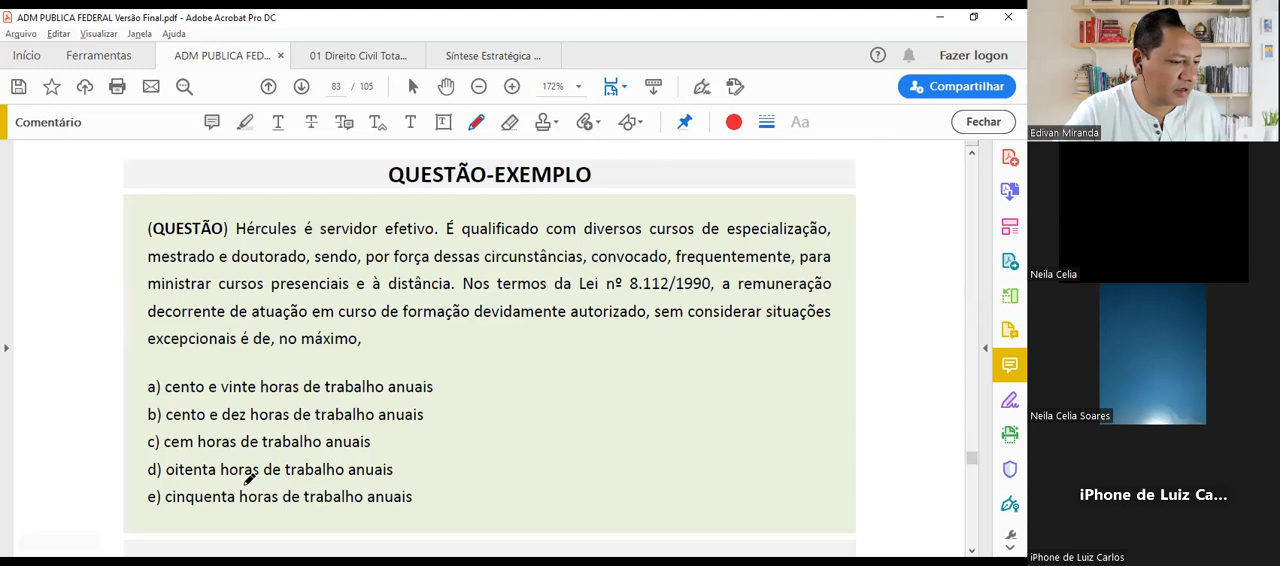 ADM PUBLICA FEDERAL Versão Final.pdf - Adobe Acrobat Pro DC
Arquivo Editar Visualizar Janela Ajuda
Início Ferramentas ADM PUBLICA FED... × 01 Direito Civil Tota... Síntese Estratégica ... Fazer logon
83 / 105 172% Compartilhar
Comentário Aa Fechar
QUESTÃO-EXEMPLO
(QUESTÃO) Hércules é servidor efetivo. É qualificado com diversos cursos de especialização,
mestrado e doutorado, sendo, por força dessas circunstâncias, convocado, frequentemente, para
ministrar cursos presenciais e à distância. Nos termos da Lei nº 8.112/1990, a remuneração
decorrente de atuação em curso de formação devidamente autorizado, sem considerar situações
excepcionais é de, no máximo,
a) cento e vinte horas de trabalho anuais
b) cento e dez horas de trabalho anuais
c) cem horas de trabalho anuais
d) oitenta horas de trabalho anuais
e) cinquenta horas de trabalho anuais
Edivan Miranda
Neila Celia
Neila Celia Soares
iPhone de Luiz Ca...
iPhone de Luiz Carlos